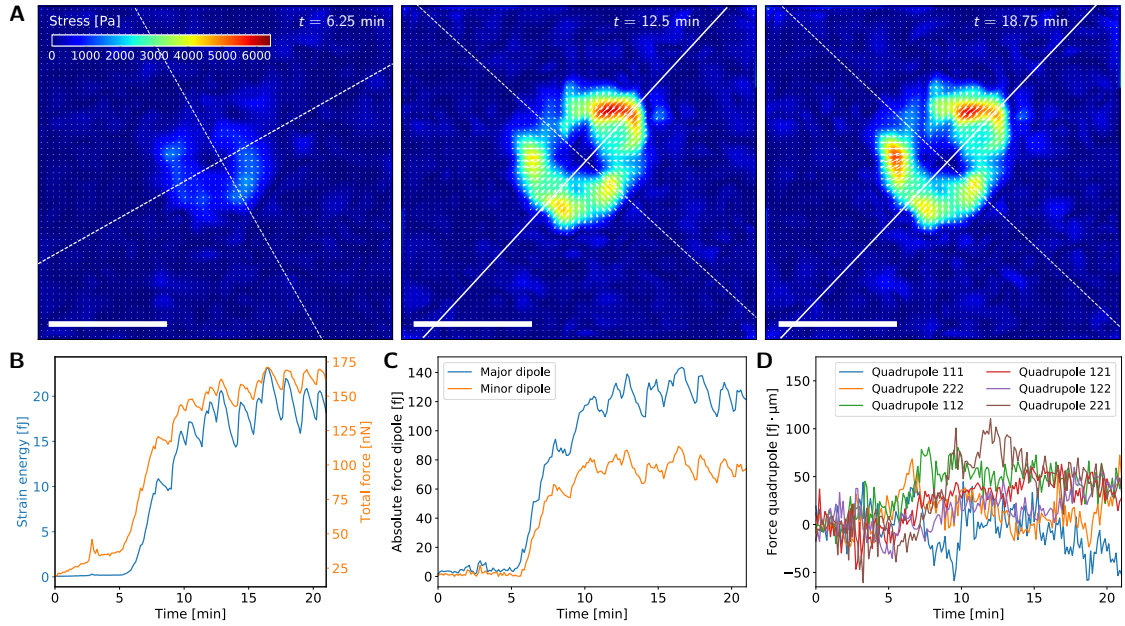 A
Stress [Pa]
0 1000 2000 3000 4000 5000 6000
t = 6.25 min
t = 12.5 min
t = 18.75 min
B
Strain energy [fJ]
20
15
10
5
0
Total force [nN]
175
150
125
100
75
50
25
0 5 10 15 20
Time [min]
C
Absolute force dipole [fJ]
Major dipole
Minor dipole
140
120
100
80
60
40
20
0
0 5 10 15 20
Time [min]
D
Force quadrupole [fJ · μm]
Quadrupole 111 Quadrupole 121
Quadrupole 222 Quadrupole 122
Quadrupole 112 Quadrupole 221
150
100
50
0
−50
0 5 10 15 20
Time [min]